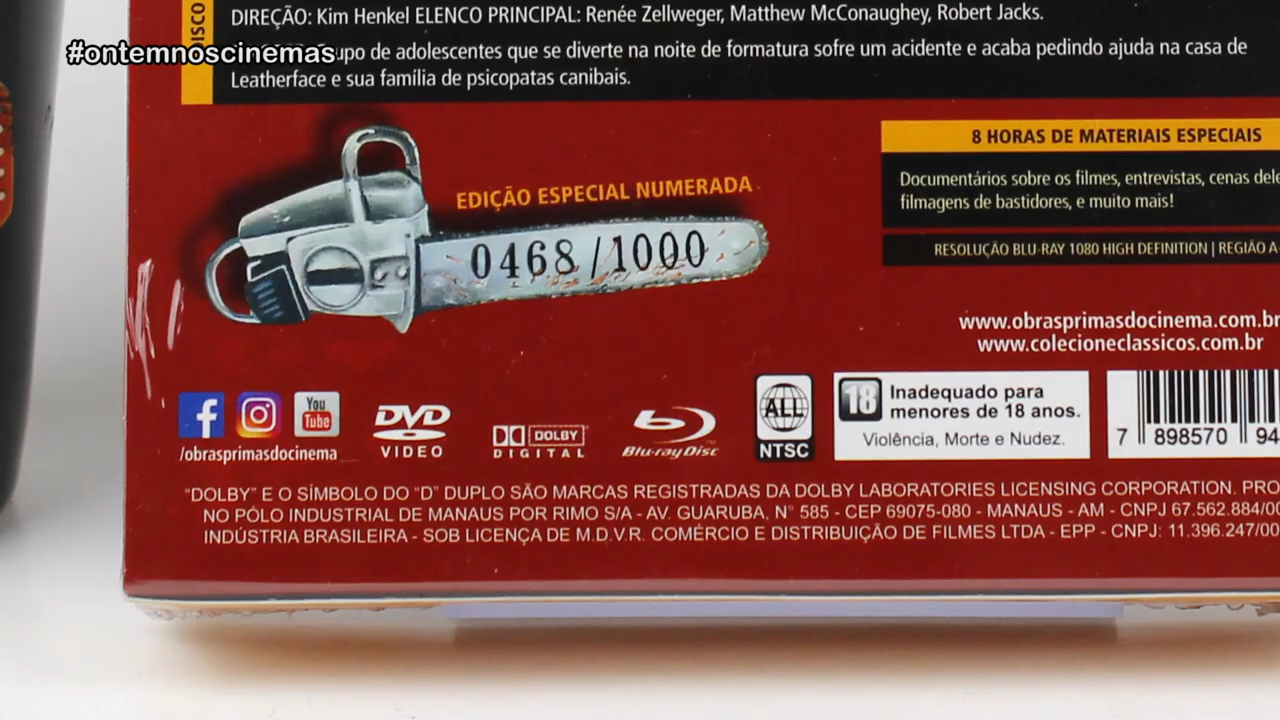 DISCO
DIREÇÃO: Kim Henkel ELENCO PRINCIPAL: Renée Zellweger, Matthew McConaughey, Robert Jacks.
#ontemnoscinemas
de adolescentes que se diverte na noite de formatura sofre um acidente e acaba pedindo ajuda na casa de
Leatherface e sua família de psicopatas canibais.
EDIÇÃO ESPECIAL NUMERADA
0468/1000
8 HORAS DE MATERIAIS ESPECIAIS
Documentários sobre os filmes, entrevistas, cenas
filmagens de bastidores, e muito mais!
RESOLUÇÃO BLU-RAY 1080 HIGH DEFINITION | REGIÃO A
www.obrasprimasdocinema.com.br
www.colecioneclassicos.com.br
You
Tube
/obrasprimasdocinema
DVD
VIDEO
DOLBY
DIGITAL
Blu-ray Disc
ALL
NTSC
18
Inadequado para
menores de 18 anos.
Violência, Morte e Nudez.
7 898570 94
"DOLBY" E O SÍMBOLO DO "D" DUPLO SÃO MARCAS REGISTRADAS DA DOLBY LABORATORIES LICENSING CORPORATION. PRO
NO PÓLO INDUSTRIAL DE MANAUS POR RIMO S/A - AV. GUARUBA, N° 585 - CEP 69075-080 - MANAUS - AM - CNPJ 67.562.884/00
INDÚSTRIA BRASILEIRA - SOB LICENÇA DE M.D.V.R. COMÉRCIO E DISTRIBUIÇÃO DE FILMES LTDA - EPP - CNPJ: 11.396.247/00